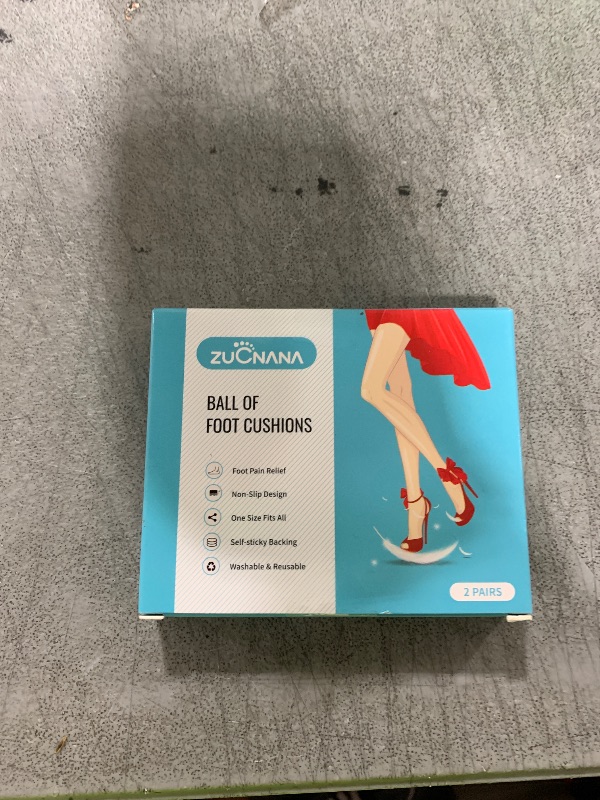 ZUCNANA
BALL OF
FOOT CUSHIONS
Foot Pain Relief
Non-Slip Design
One Size Fits All
Self-sticky Backing
Washable & Reusable
2 PAIRS